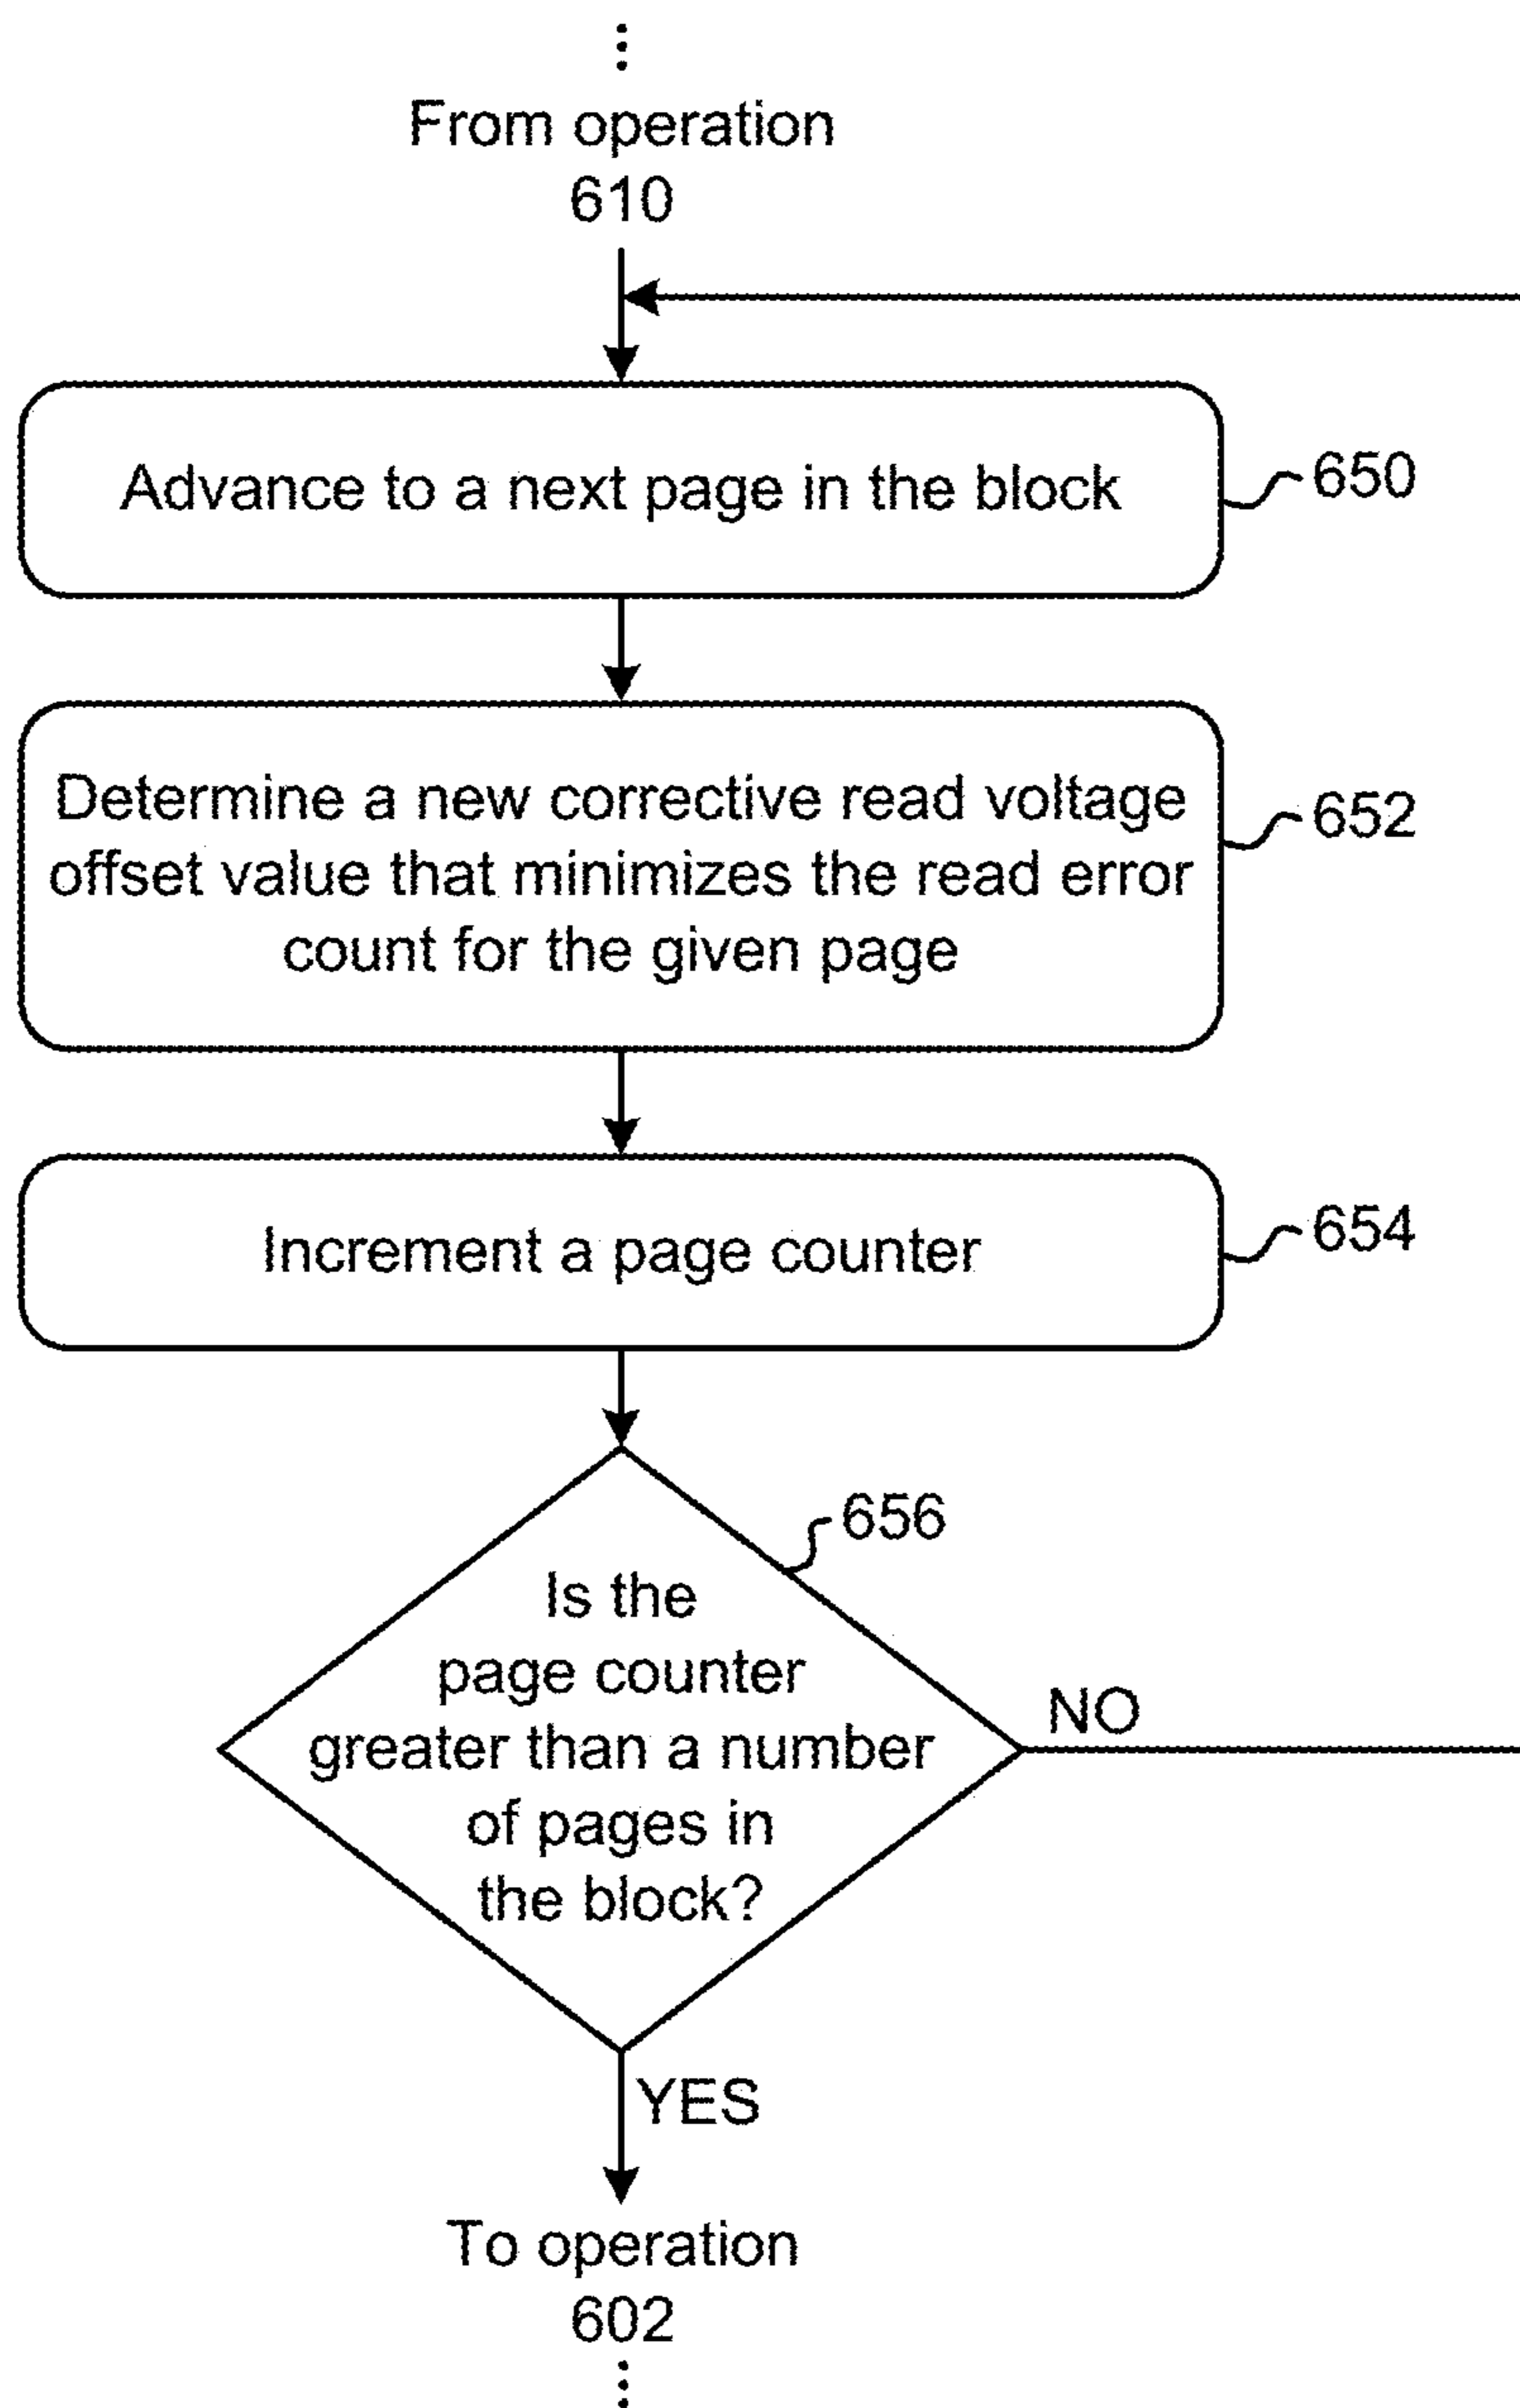 From operation
610
Advance to a next page in the block
650
Determine a new corrective read voltage
offset value that minimizes the read error
count for the given page
652
Increment a page counter
654
656
Is the
page counter
greater than a number
of pages in
the block?
NO
YES
To operation
602